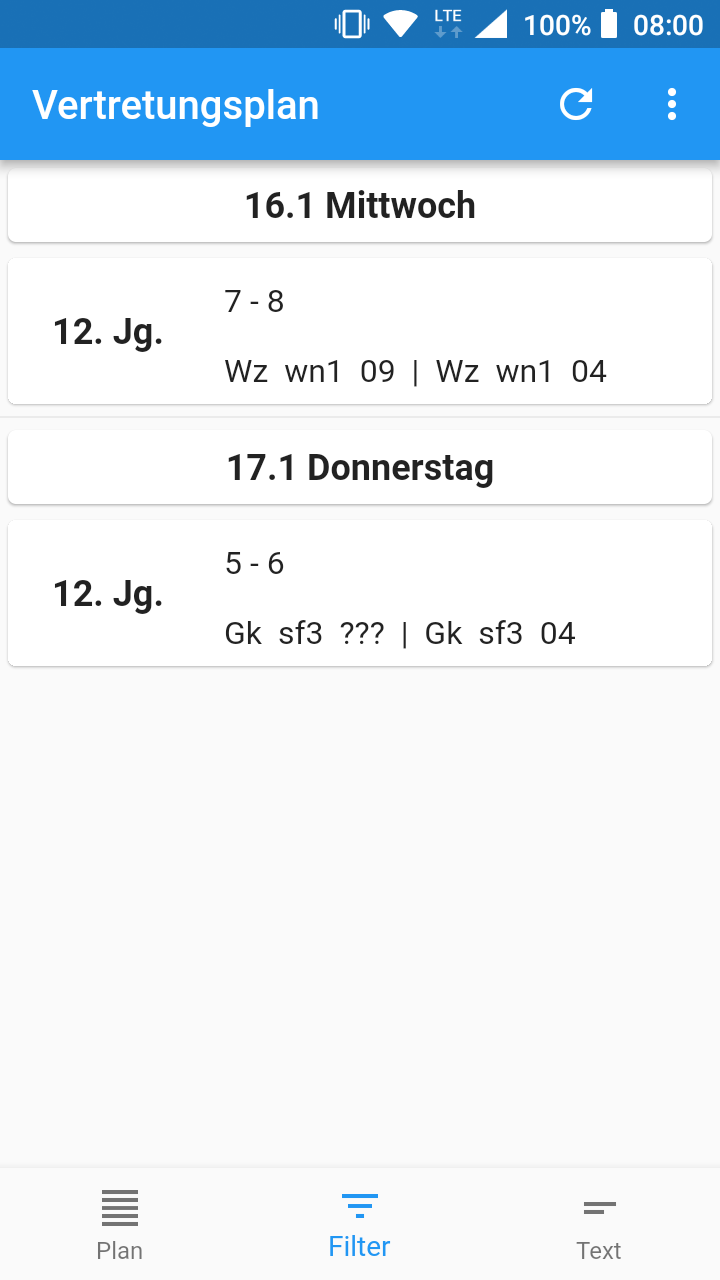 LTE 100% 08:00
Vertretungsplan
16.1 Mittwoch
12. Jg.
7 - 8
Wz wn1 09 | Wz wn1 04
17.1 Donnerstag
12. Jg.
5 - 6
Gk sf3 ??? | Gk sf3 04
Plan Filter Text